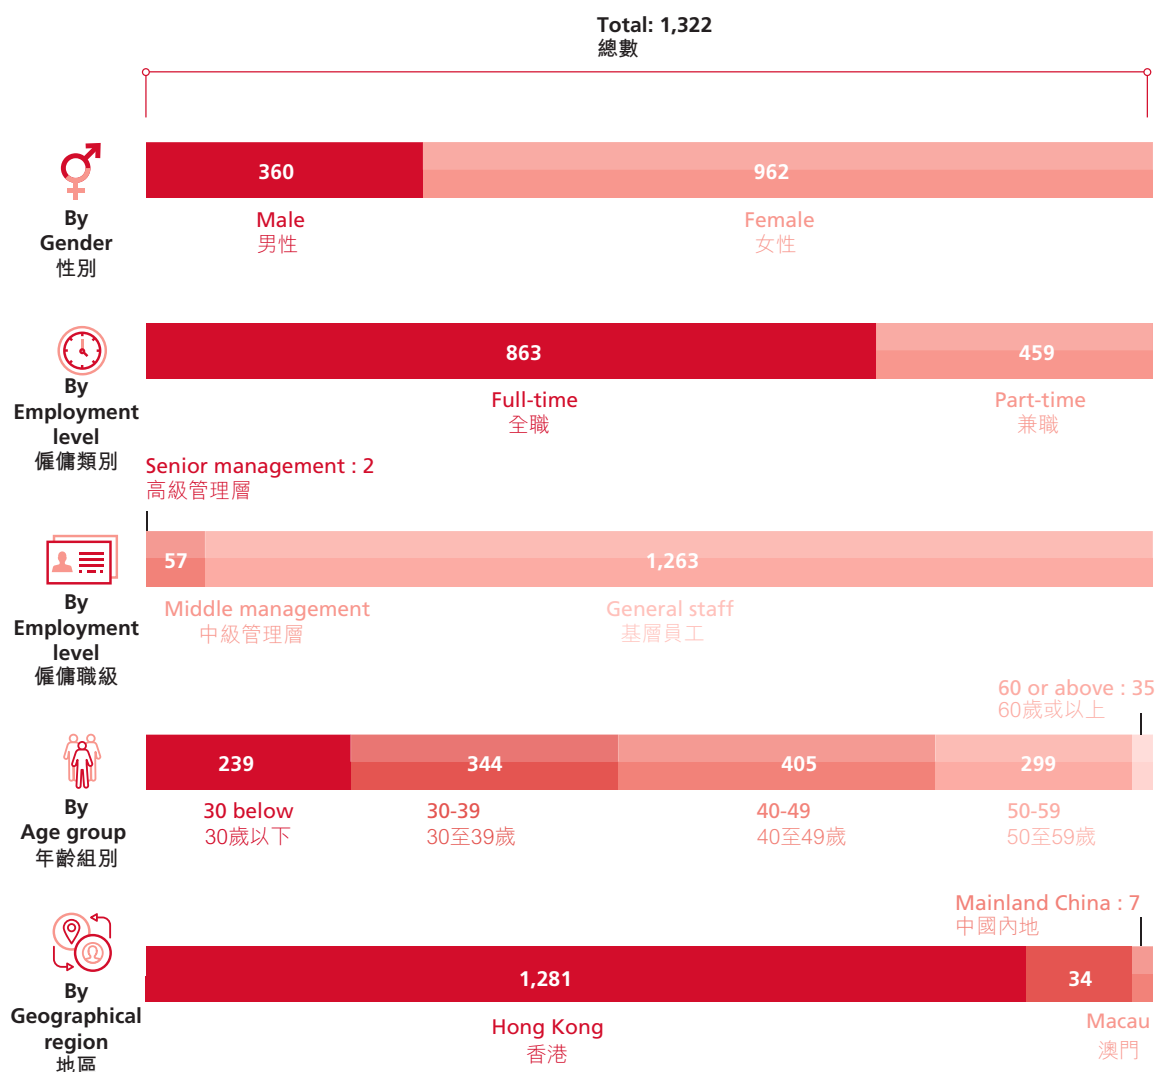 Total: 1,322
總數
360
962
By
Gender
性別
Male
男性
Female
女性
863
459
By
Employment
level
僱傭類別
Full-time
全職
Part-time
兼職
Senior management : 2
高級管理層
57
1,263
By
Employment
level
僱傭職級
Middle management
中級管理層
General staff
基層員工
60 or above : 35
60歲或以上
239
344
405
299
By
Age group
年齡組別
30 below
30歲以下
30-39
30至39歲
40-49
40至49歲
50-59
50至59歲
Mainland China : 7
中國內地
1,281
34
By
Geographical
region
地區
Hong Kong
香港
Macau
澳門